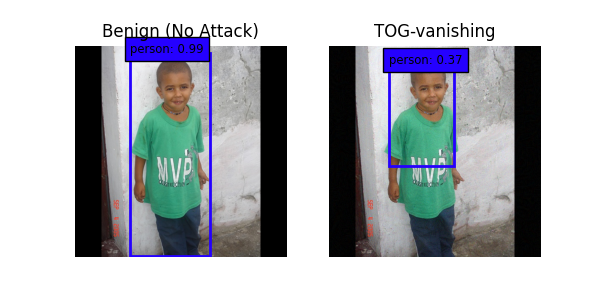 Benign (No Attack)
person: 0.99
MVP
TOG-vanishing
person: 0.37
MVP